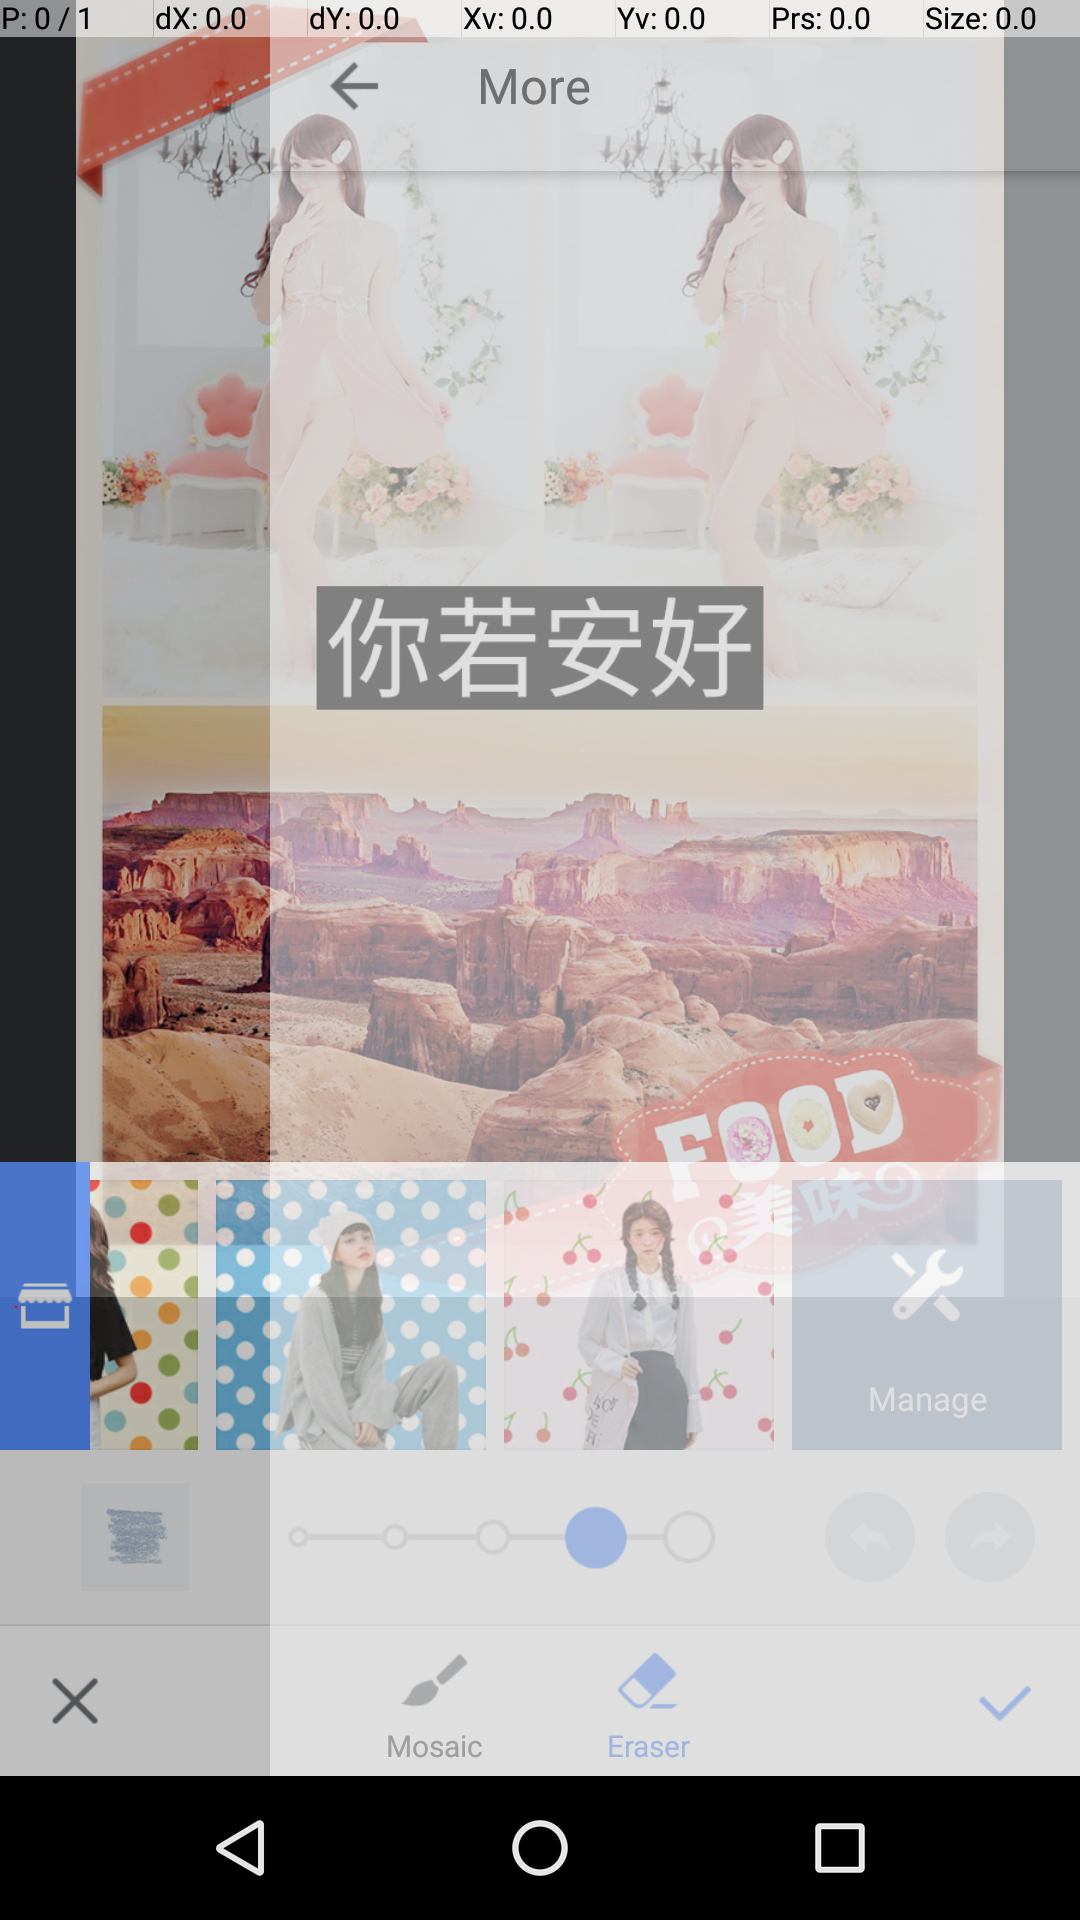 P: 0 / 1 dX: 0.0 dY: 0.0 Xv: 0.0 Yv: 0.0 Prs: 0.0 Size: 0.0
More
你若安好
FOOD
美味
Manage
Mosaic Eraser